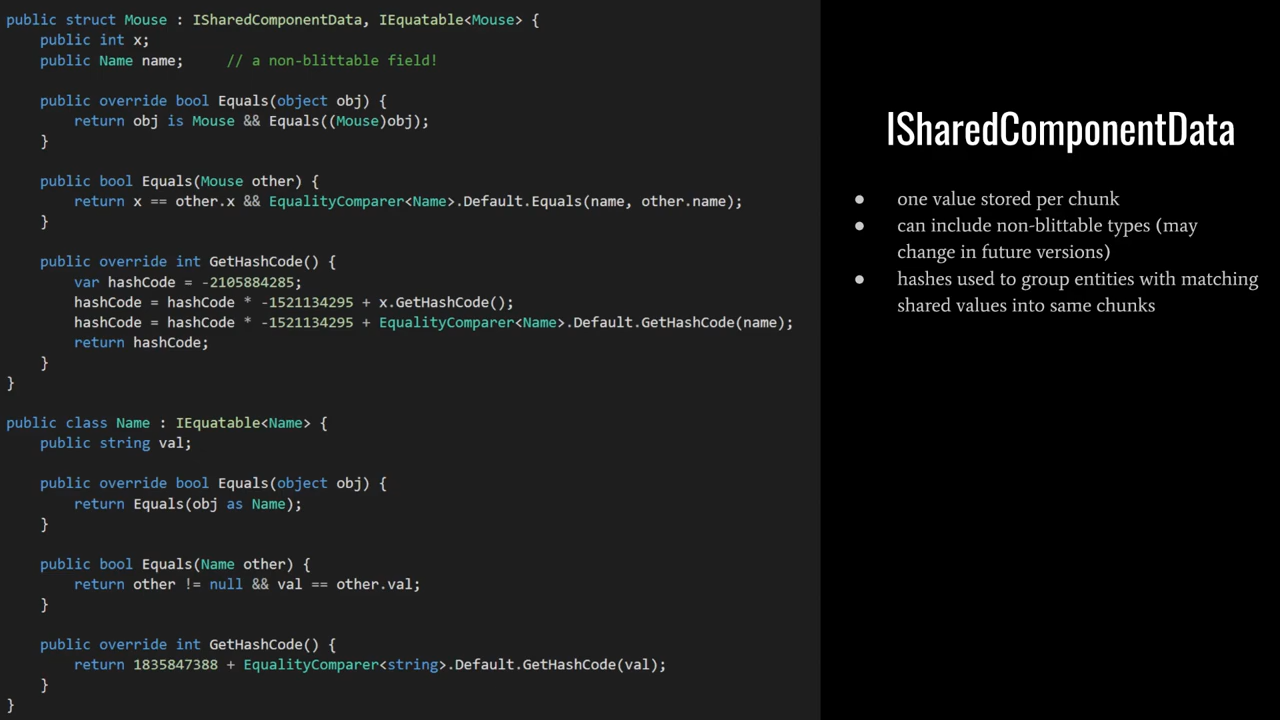 public struct Mouse : ISharedComponentData, IEquatable<Mouse> {
    public int x;
    public Name name;     // a non-blittable field!

    public override bool Equals(object obj) {
        return obj is Mouse && Equals((Mouse)obj);
    }

    public bool Equals(Mouse other) {
        return x == other.x && EqualityComparer<Name>.Default.Equals(name, other.name);
    }

    public override int GetHashCode() {
        var hashCode = -2105884285;
        hashCode = hashCode * -1521134295 + x.GetHashCode();
        hashCode = hashCode * -1521134295 + EqualityComparer<Name>.Default.GetHashCode(name);
        return hashCode;
    }
}

public class Name : IEquatable<Name> {
    public string val;

    public override bool Equals(object obj) {
        return Equals(obj as Name);
    }

    public bool Equals(Name other) {
        return other != null && val == other.val;
    }

    public override int GetHashCode() {
        return 1835847388 + EqualityComparer<string>.Default.GetHashCode(val);
    }
}

ISharedComponentData
● one value stored per chunk
● can include non-blittable types (may
change in future versions)
● hashes used to group entities with matching
shared values into same chunks